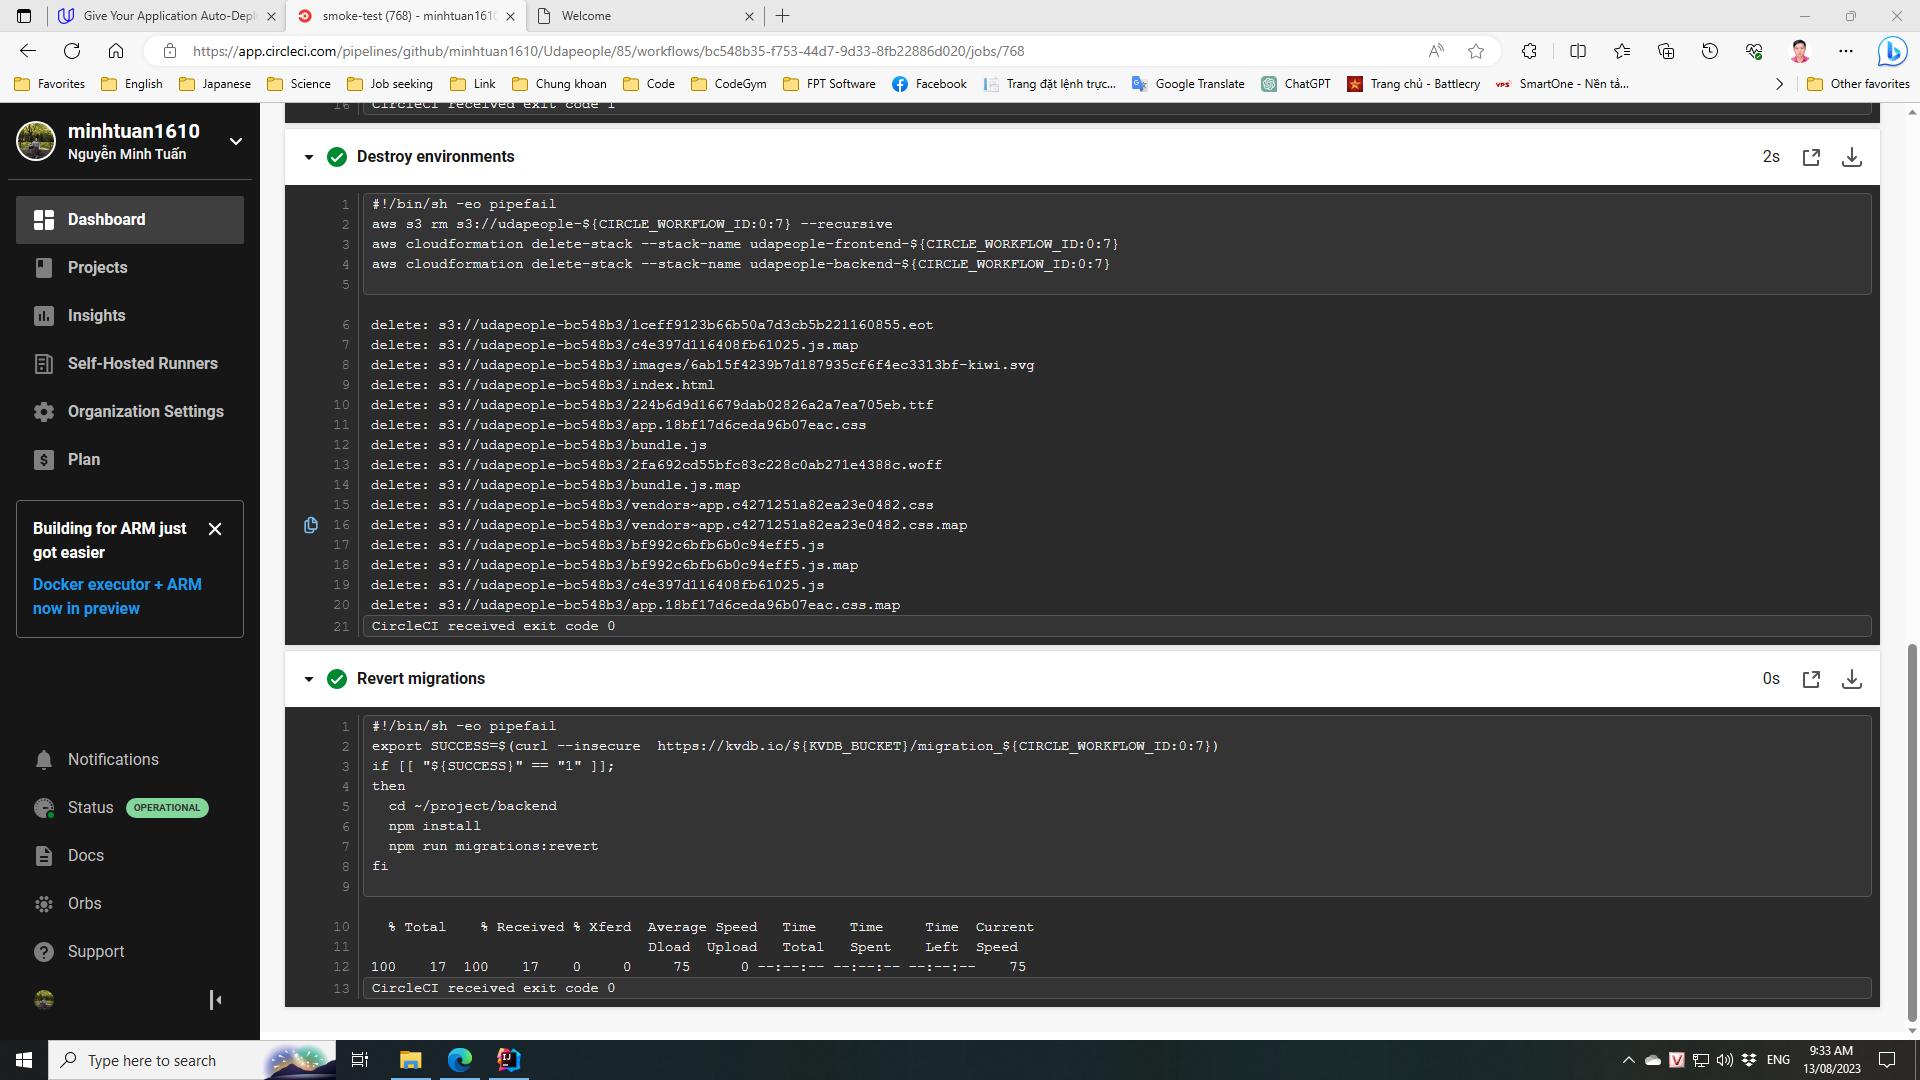 Give Your Application Auto-Depl
smoke-test (768) - minhtuan161
Welcome
https://app.circleci.com/pipelines/github/minhtuan1610/Udapeople/85/workflows/bc548b35-f753-44d7-9d33-8fb22886d020/jobs/768
Favorites English Japanese Science Job seeking Link Chung khoan Code CodeGym FPT Software Facebook Trang đặt lệnh trực... Google Translate ChatGPT Trang chủ - Battlecry SmartOne - Nền tả... Other favorites
minhtuan1610
Nguyễn Minh Tuấn
Dashboard
Projects
Insights
Self-Hosted Runners
Organization Settings
Plan
Building for ARM just
got easier
Docker executor + ARM
now in preview
Notifications
Status OPERATIONAL
Docs
Orbs
Support
16 CircleCI received exit code 1
Destroy environments 2s
1 #!/bin/sh -eo pipefail
2 aws s3 rm s3://udapeople-${CIRCLE_WORKFLOW_ID:0:7} --recursive
3 aws cloudformation delete-stack --stack-name udapeople-frontend-${CIRCLE_WORKFLOW_ID:0:7}
4 aws cloudformation delete-stack --stack-name udapeople-backend-${CIRCLE_WORKFLOW_ID:0:7}
5
6 delete: s3://udapeople-bc548b3/1ceff9123b66b50a7d3cb5b221160855.eot
7 delete: s3://udapeople-bc548b3/c4e397d116408fb61025.js.map
8 delete: s3://udapeople-bc548b3/images/6ab15f4239b7d187935cf6f4ec3313bf-kiwi.svg
9 delete: s3://udapeople-bc548b3/index.html
10 delete: s3://udapeople-bc548b3/224b6d9d16679dab02826a2a7ea705eb.ttf
11 delete: s3://udapeople-bc548b3/app.18bf17d6ceda96b07eac.css
12 delete: s3://udapeople-bc548b3/bundle.js
13 delete: s3://udapeople-bc548b3/2fa692cd55bfc83c228c0ab271e4388c.woff
14 delete: s3://udapeople-bc548b3/bundle.js.map
15 delete: s3://udapeople-bc548b3/vendors~app.c4271251a82ea23e0482.css
16 delete: s3://udapeople-bc548b3/vendors~app.c4271251a82ea23e0482.css.map
17 delete: s3://udapeople-bc548b3/bf992c6bfb6b0c94eff5.js
18 delete: s3://udapeople-bc548b3/bf992c6bfb6b0c94eff5.js.map
19 delete: s3://udapeople-bc548b3/c4e397d116408fb61025.js
20 delete: s3://udapeople-bc548b3/app.18bf17d6ceda96b07eac.css.map
21 CircleCI received exit code 0
Revert migrations 0s
1 #!/bin/sh -eo pipefail
2 export SUCCESS=$(curl --insecure  https://kvdb.io/${KVDB_BUCKET}/migration_${CIRCLE_WORKFLOW_ID:0:7})
3 if [[ "${SUCCESS}" == "1" ]];
4 then
5 cd ~/project/backend
6 npm install
7 npm run migrations:revert
8 fi
9
10 % Total % Received % Xferd Average Speed Time Time Time Current
11 Dload Upload Total Spent Left Speed
12 100 17 100 17 0 0 75 0 --:--:-- --:--:-- --:--:-- 75
13 CircleCI received exit code 0
Type here to search
ENG
9:33 AM
13/08/2023